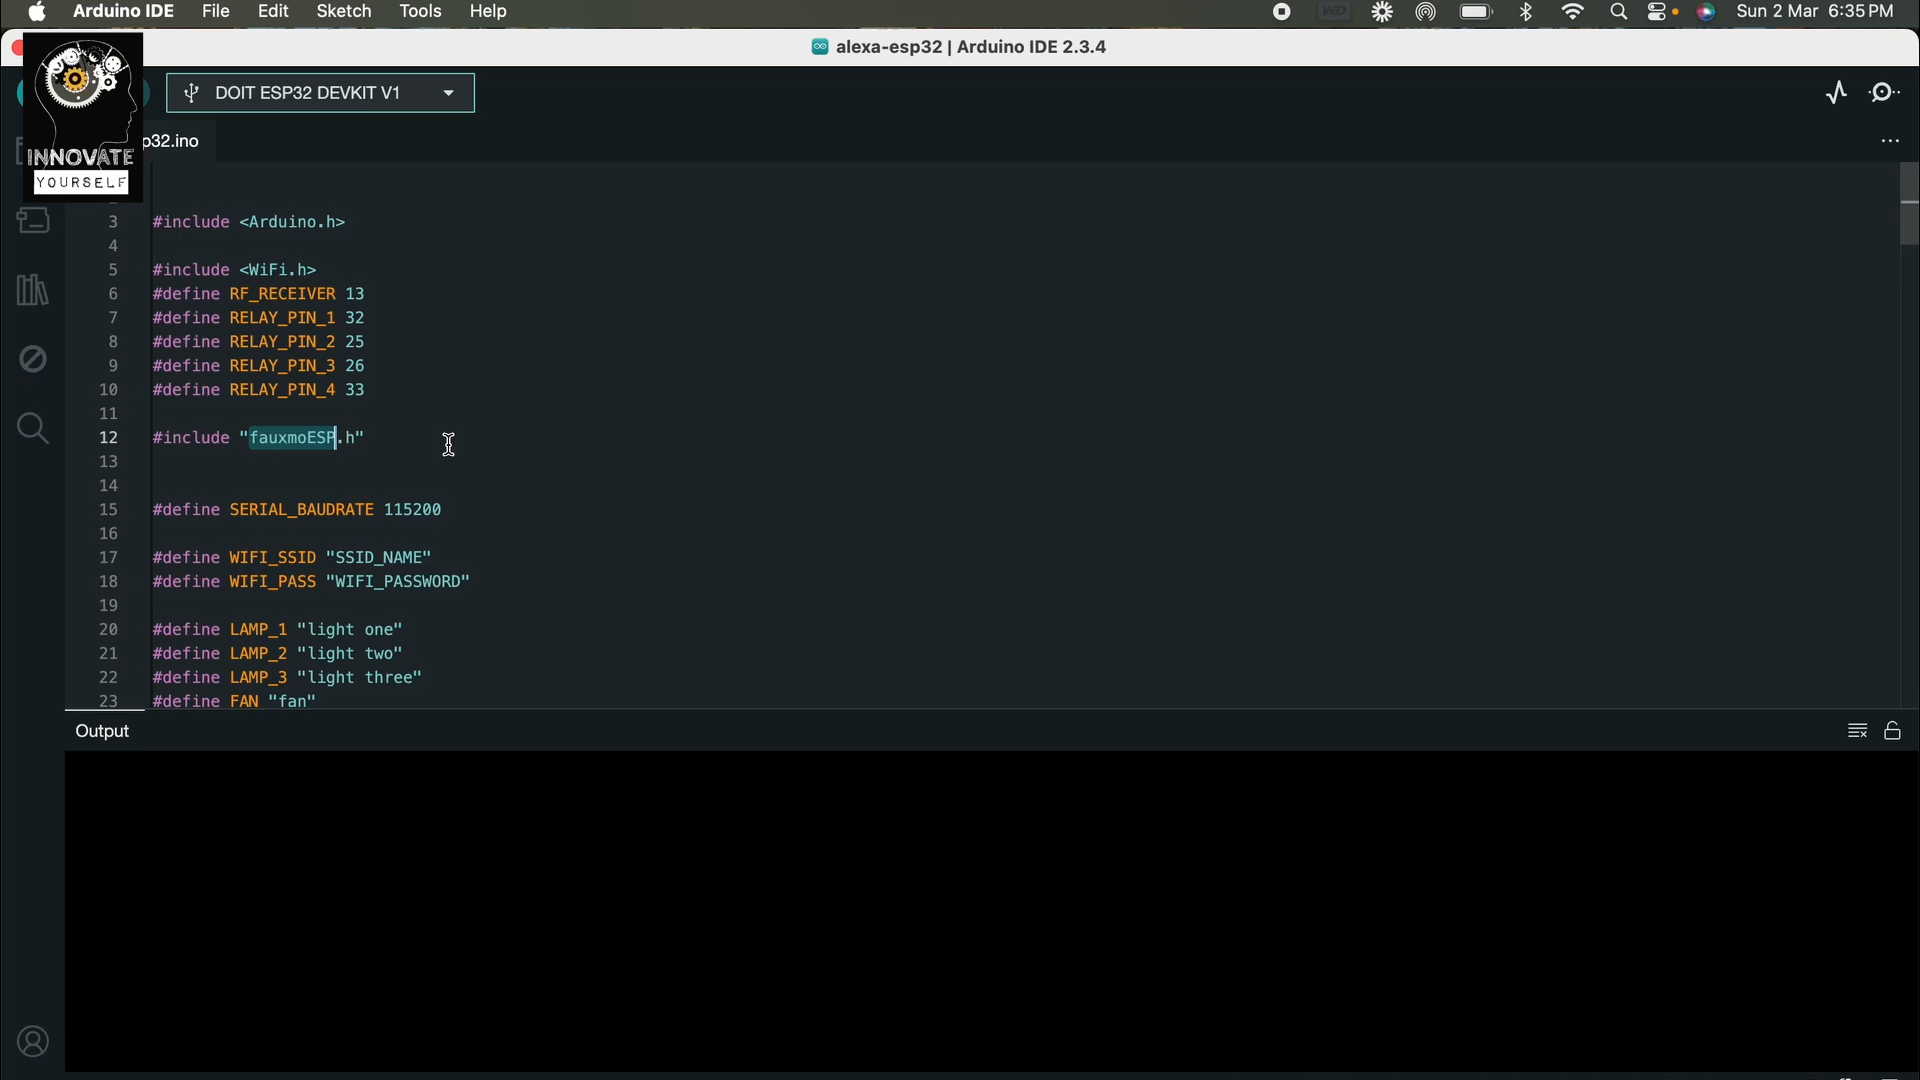 Arduino IDE File Edit Sketch Tools Help WD Sun 2 Mar 6:35 PM
alexa-esp32 | Arduino IDE 2.3.4
DOIT ESP32 DEVKIT V1
INNOVATE
YOURSELF
p32.ino
3 #include <Arduino.h>
4
5 #include <WiFi.h>
6 #define RF_RECEIVER 13
7 #define RELAY_PIN_1 32
8 #define RELAY_PIN_2 25
9 #define RELAY_PIN_3 26
10 #define RELAY_PIN_4 33
11
12 #include "fauxmoESP.h"
13
14
15 #define SERIAL_BAUDRATE 115200
16
17 #define WIFI_SSID "SSID_NAME"
18 #define WIFI_PASS "WIFI_PASSWORD"
19
20 #define LAMP_1 "light one"
21 #define LAMP_2 "light two"
22 #define LAMP_3 "light three"
23 #define FAN "fan"
Output